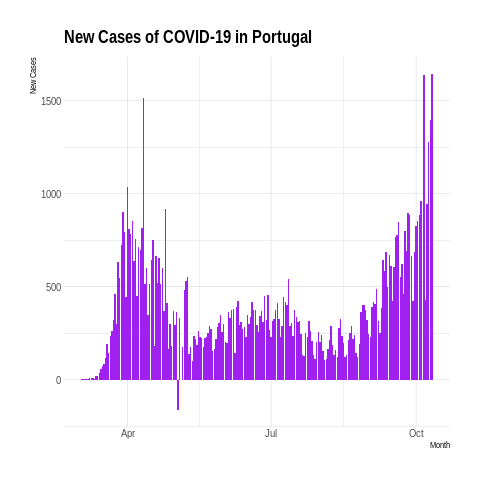 New Cases of COVID-19 in Portugal
New Cases
1500
1000
500
0
Apr
Jul
Oct
Month